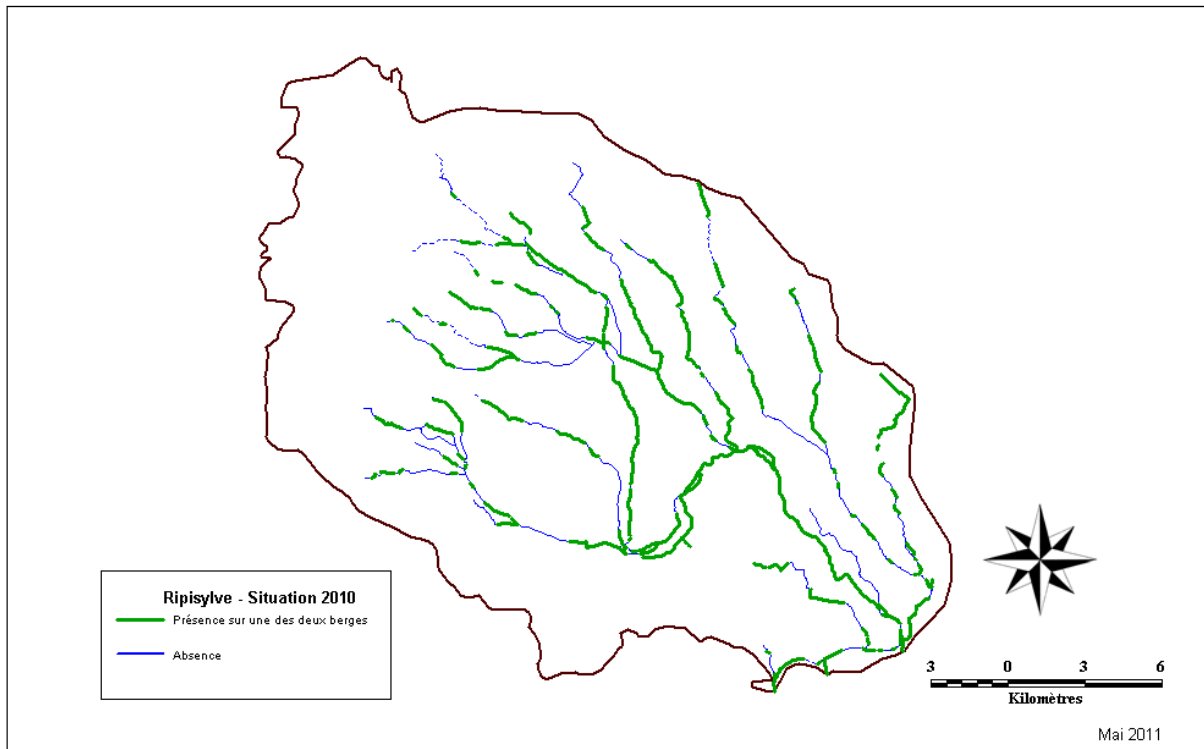 Ripisylve - Situation 2010
Présence sur une des deux berges
Absence
3 0 3 6
Kilomètres
Mai 2011